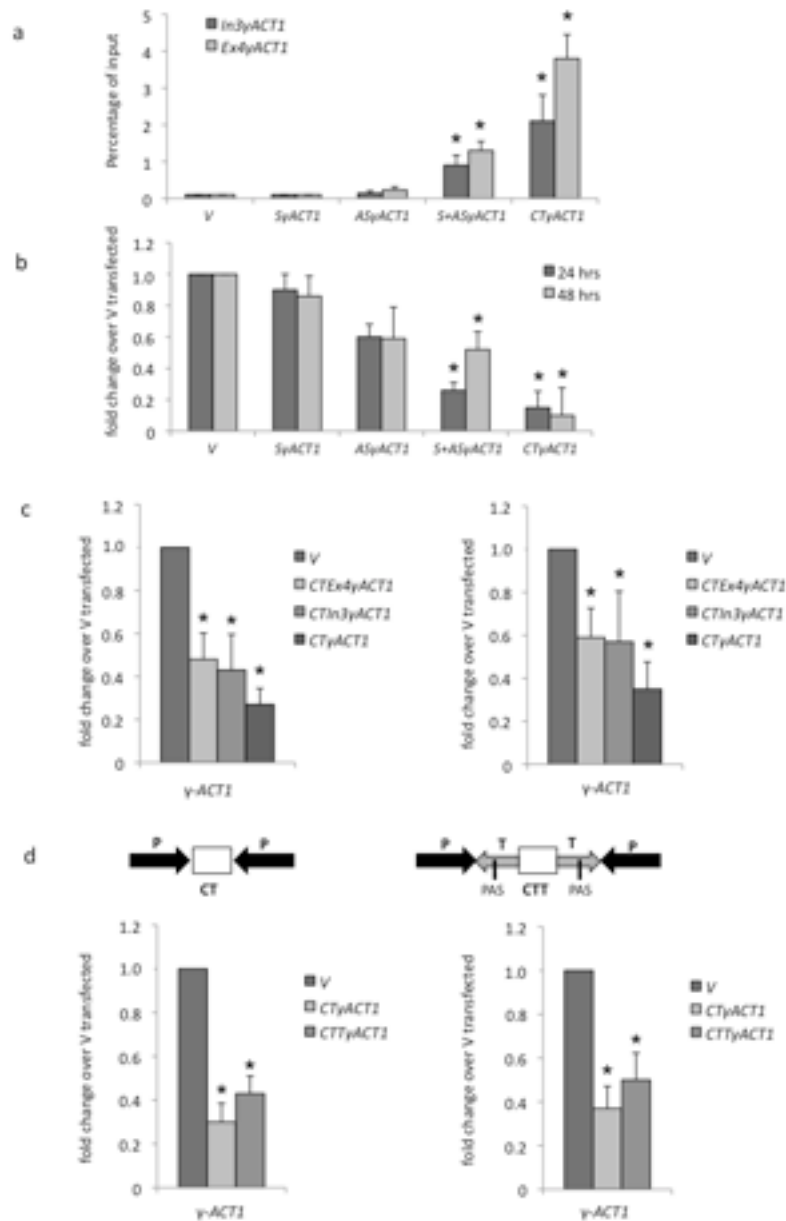 a
In3γACT1
Ex4γACT1
Percentage of input
5
4
3
2
1
0
V
SγACT1
ASγACT1
S+ASγACT1
CTγACT1
b
fold change over V transfected
1.2
1.0
0.8
0.6
0.4
0.2
0
24 hrs
48 hrs
V
SγACT1
ASγACT1
S+ASγACT1
CTγACT1
c
fold change over V transfected
1.2
1.0
0.8
0.6
0.4
0.2
0
V
CTEx4γACT1
CTIn3γACT1
CTγACT1
γ-ACT1
fold change over V transfected
1.2
1.0
0.8
0.6
0.4
0.2
0
V
CTEx4γACT1
CTIn3γACT1
CTγACT1
γ-ACT1
d
P
P
CT
P
T
T
P
PAS
CTT
PAS
fold change over V transfected
1.2
1.0
0.8
0.6
0.4
0.2
0
V
CTγACT1
CTTγACT1
γ-ACT1
fold change over V transfected
1.2
1.0
0.8
0.6
0.4
0.2
0
V
CTγACT1
CTTγACT1
γ-ACT1